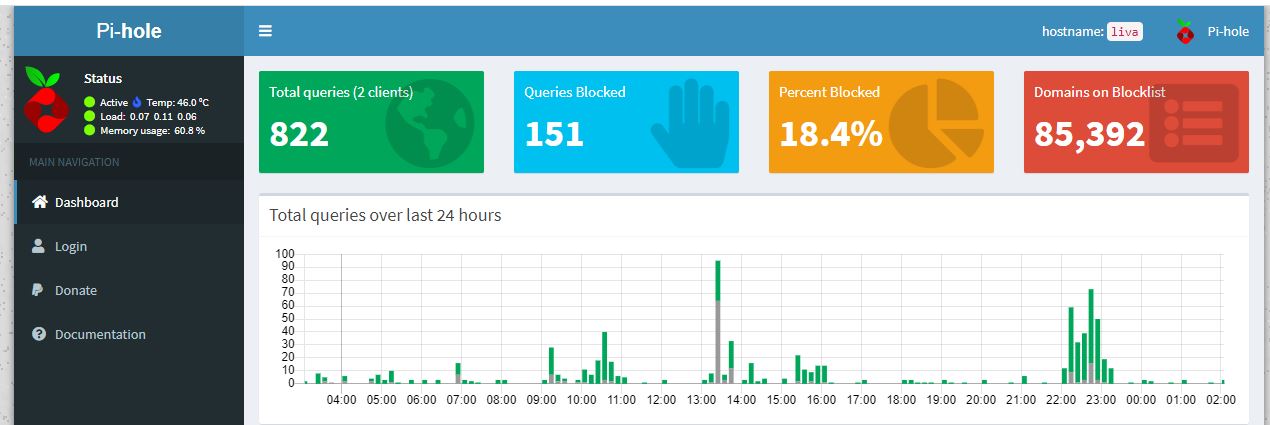 Pi-hole
hostname: liva
Pi-hole
Status
Active Temp: 46.0 °C
Load: 0.07 0.11 0.06
Memory usage: 60.8 %
MAIN NAVIGATION
Dashboard
Login
Donate
Documentation
Total queries (2 clients)
822
Queries Blocked
151
Percent Blocked
18.4%
Domains on Blocklist
85,392
Total queries over last 24 hours
100
90
80
70
60
50
40
30
20
10
0
04:00 05:00 06:00 07:00 08:00 09:00 10:00 11:00 12:00 13:00 14:00 15:00 16:00 17:00 18:00 19:00 20:00 21:00 22:00 23:00 00:00 01:00 02:00